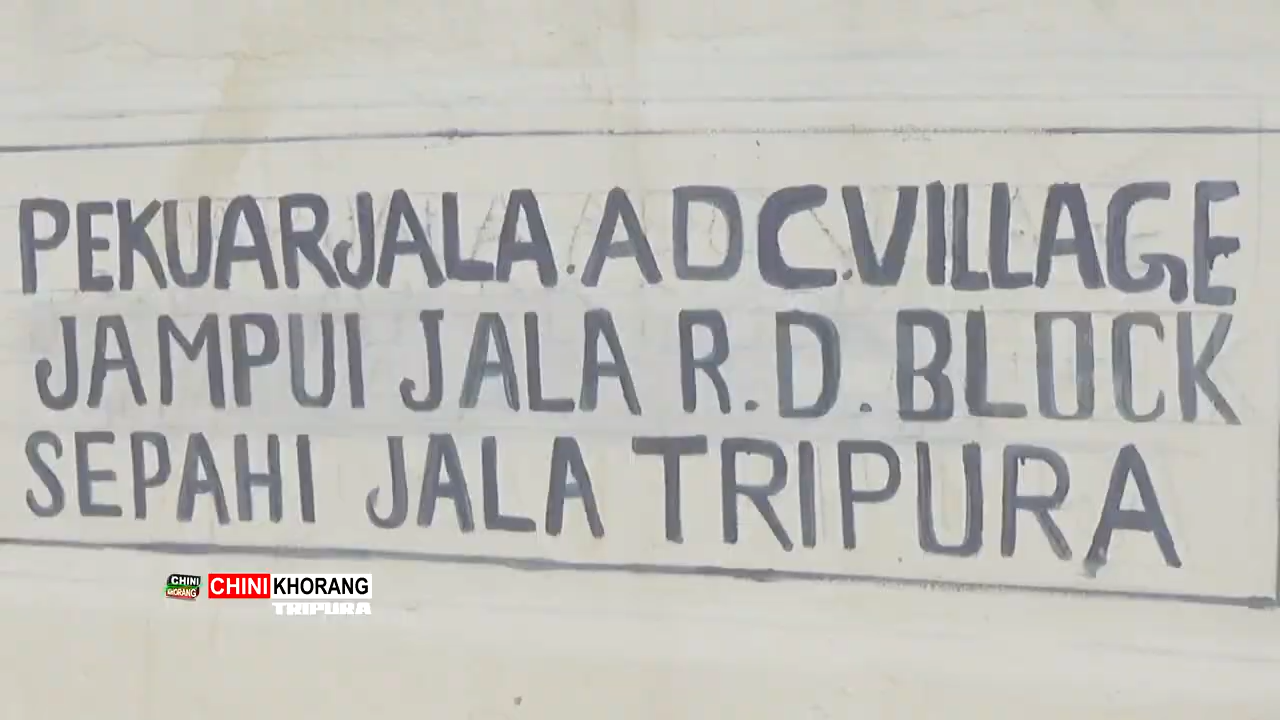 PEKUARJALA.ADC.VILLAGE
JAMPUI JALA R.D. BLOCK
SEPAHI JALA TRIPURA
CHINI KHORANG CHINI KHORANG
TRIPURA